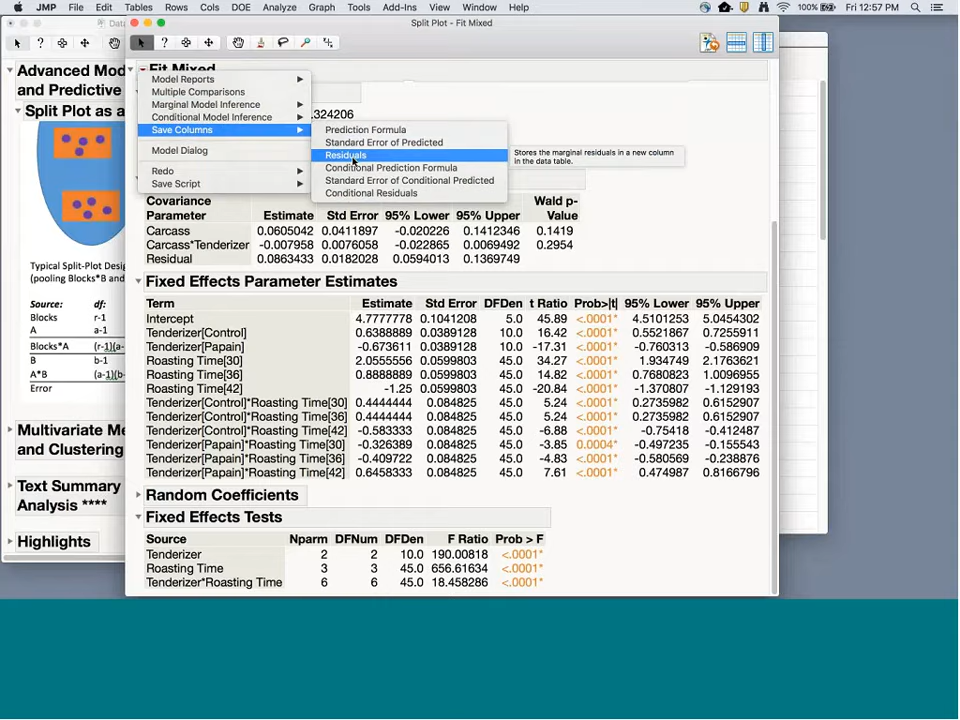 JMP File Edit Tables Rows Cols DOE Analyze Graph Tools Add-Ins View Window Help 100% Fri 12:57 PM
Split Plot - Fit Mixed
Advanced Mod
and Predictive
Split Plot as a
Typical Split-Plot Desig
(pooling Blocks*B and
Source: df:
Blocks r-1
A a-1
Blocks*A (r-1)(a-
B b-1
A*B (a-1)(b-
Error
Multivariate Me
and Clustering
Text Summary
Analysis ****
Highlights
Fit Mixed
.324206
Model Reports
Multiple Comparisons
Marginal Model Inference
Conditional Model Inference
Save Columns
Model Dialog
Redo
Save Script
Prediction Formula
Standard Error of Predicted
Residuals
Conditional Prediction Formula
Standard Error of Conditional Predicted
Conditional Residuals
Stores the marginal residuals in a new column
in the data table.
Covariance Wald p-
Parameter Estimate Std Error 95% Lower 95% Upper Value
Carcass 0.0605042 0.0411897 -0.020226 0.1412346 0.1419
Carcass*Tenderizer -0.007958 0.0076058 -0.022865 0.0069492 0.2954
Residual 0.0863433 0.0182028 0.0594013 0.1369749
Fixed Effects Parameter Estimates
Term Estimate Std Error DFDen t Ratio Prob>|t| 95% Lower 95% Upper
Intercept 4.7777778 0.1041208 5.0 45.89 <.0001* 4.5101253 5.0454302
Tenderizer[Control] 0.6388889 0.0389128 10.0 16.42 <.0001* 0.5521867 0.7255911
Tenderizer[Papain] -0.673611 0.0389128 10.0 -17.31 <.0001* -0.760313 -0.586909
Roasting Time[30] 2.0555556 0.0599803 45.0 34.27 <.0001* 1.934749 2.1763621
Roasting Time[36] 0.8888889 0.0599803 45.0 14.82 <.0001* 0.7680823 1.0096955
Roasting Time[42] -1.25 0.0599803 45.0 -20.84 <.0001* -1.370807 -1.129193
Tenderizer[Control]*Roasting Time[30] 0.4444444 0.084825 45.0 5.24 <.0001* 0.2735982 0.6152907
Tenderizer[Control]*Roasting Time[36] 0.4444444 0.084825 45.0 5.24 <.0001* 0.2735982 0.6152907
Tenderizer[Control]*Roasting Time[42] -0.583333 0.084825 45.0 -6.88 <.0001* -0.75418 -0.412487
Tenderizer[Papain]*Roasting Time[30] -0.326389 0.084825 45.0 -3.85 0.0004* -0.497235 -0.155543
Tenderizer[Papain]*Roasting Time[36] -0.409722 0.084825 45.0 -4.83 <.0001* -0.580569 -0.238876
Tenderizer[Papain]*Roasting Time[42] 0.6458333 0.084825 45.0 7.61 <.0001* 0.474987 0.8166796
Random Coefficients
Fixed Effects Tests
Source Nparm DFNum DFDen F Ratio Prob > F
Tenderizer 2 2 10.0 190.00818 <.0001*
Roasting Time 3 3 45.0 656.61634 <.0001*
Tenderizer*Roasting Time 6 6 45.0 18.458286 <.0001*